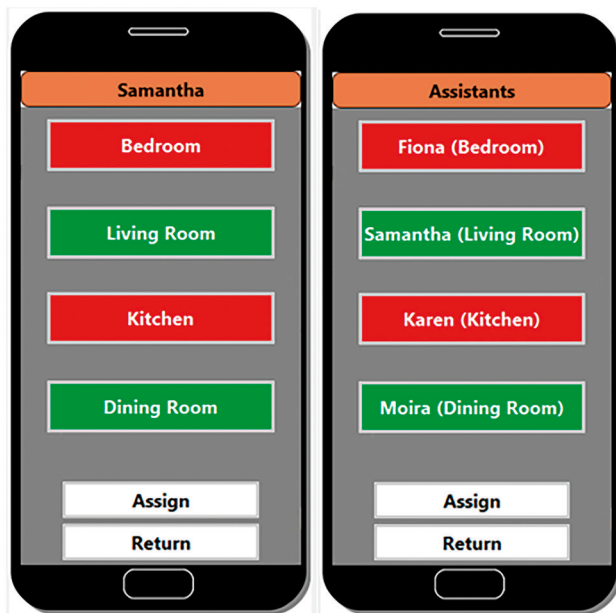 Samantha
Bedroom
Living Room
Kitchen
Dining Room
Assign
Return
Assistants
Fiona (Bedroom)
Samantha (Living Room)
Karen (Kitchen)
Moira (Dining Room)
Assign
Return